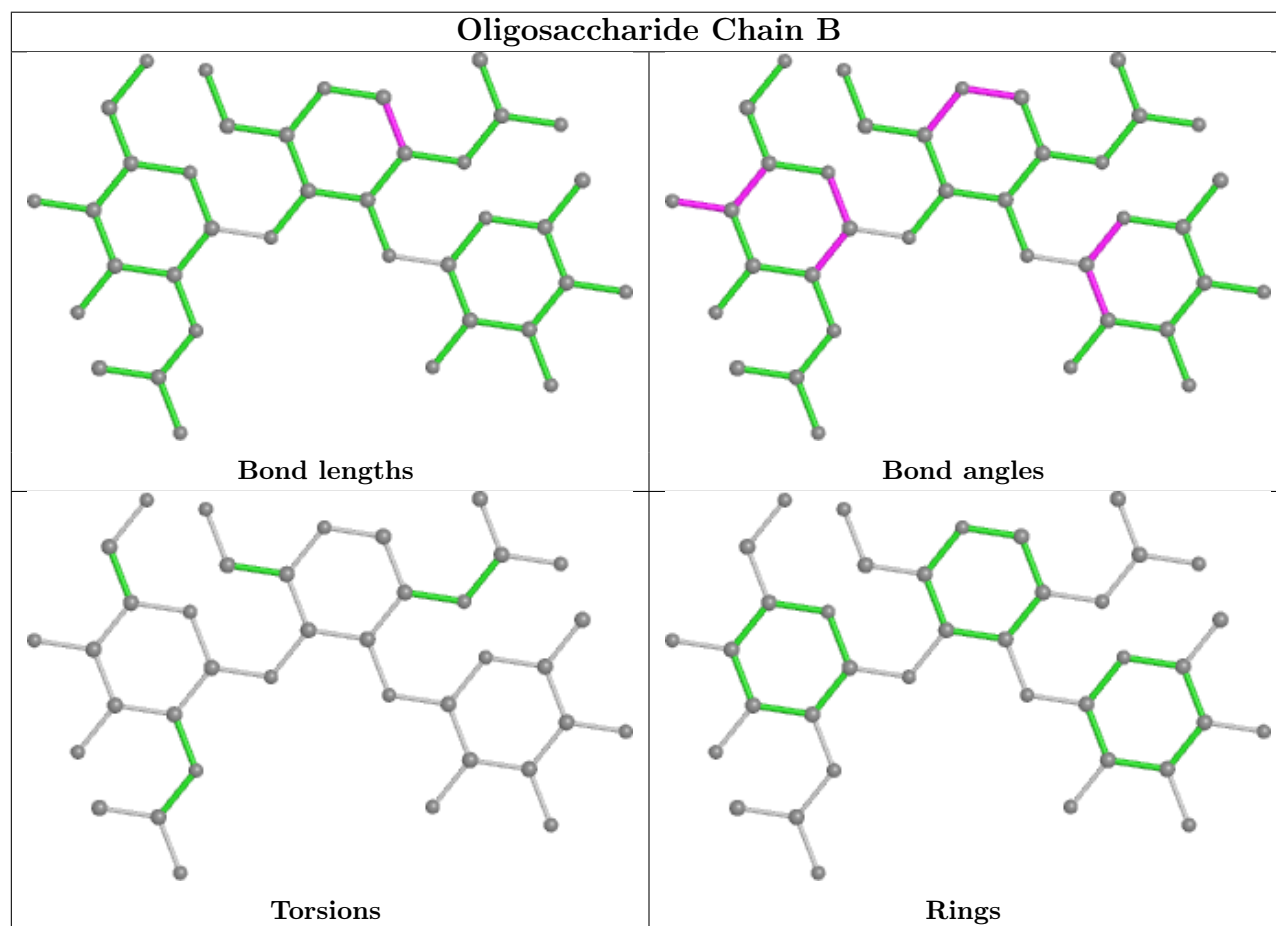 Oligosaccharide Chain B
Bond lengths
Bond angles
Torsions
Rings